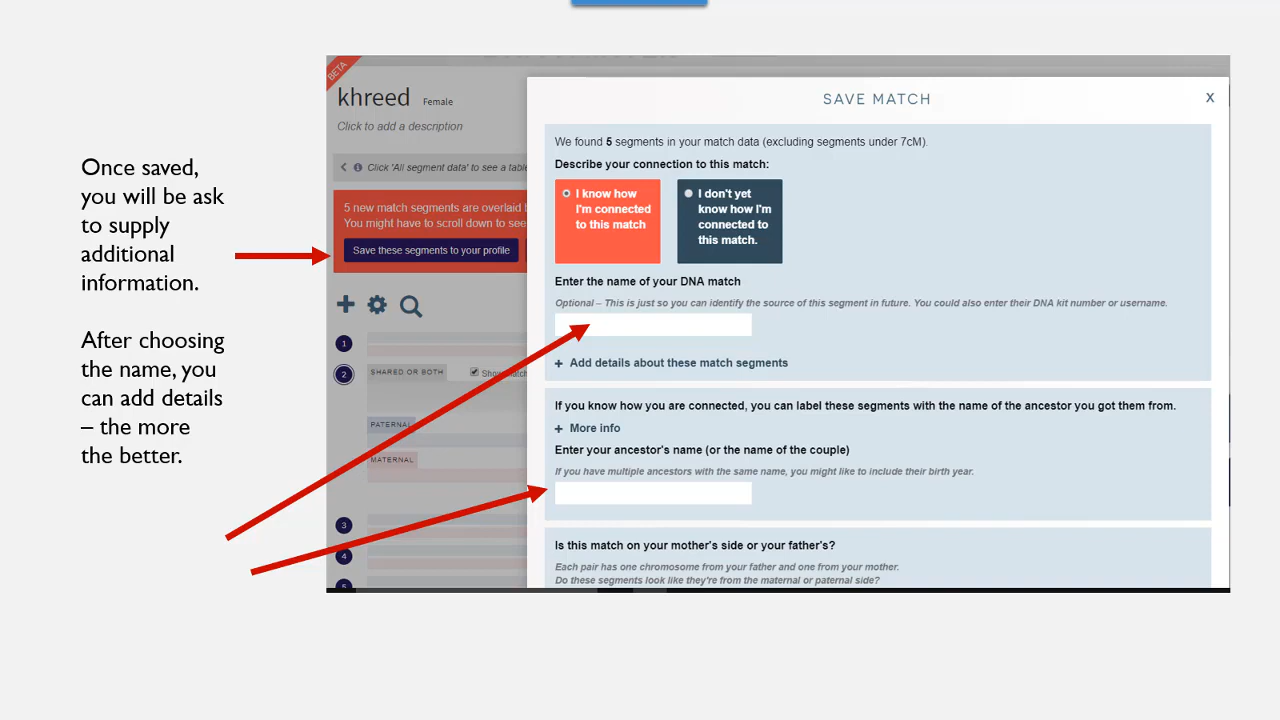 Once saved,
you will be ask
to supply
additional
information.
After choosing
the name, you
can add details
– the more
the better.
BETA
khreed Female
Click to add a description
Click 'All segment data' to see a table
5 new match segments are overlaid
You might have to scroll down to see
Save these segments to your profile
1
2
SHARED OR BOTH
PATERNAL
MATERNAL
3
4
5
SAVE MATCH
X
We found 5 segments in your match data (excluding segments under 7cM).
Describe your connection to this match:
I know how
I'm connected
to this match
I don't yet
know how I'm
connected to
this match.
Enter the name of your DNA match
Optional – This is just so you can identify the source of this segment in future. You could also enter their DNA kit number or username.
+ Add details about these match segments
If you know how you are connected, you can label these segments with the name of the ancestor you got them from.
+ More info
Enter your ancestor's name (or the name of the couple)
If you have multiple ancestors with the same name, you might like to include their birth year.
Is this match on your mother's side or your father's?
Each pair has one chromosome from your father and one from your mother.
Do these segments look like they're from the maternal or paternal side?